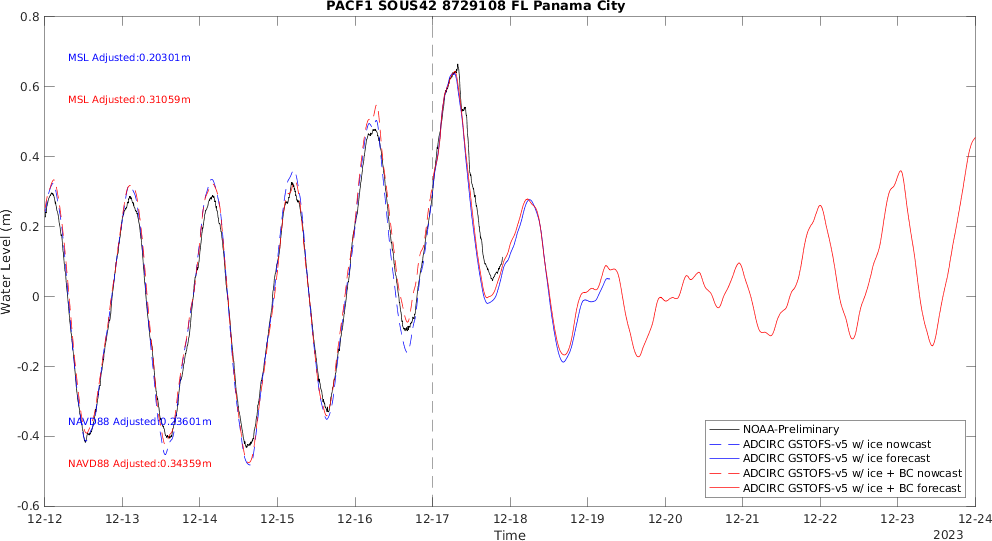 PACF1 SOUS42 8729108 FL Panama City
0.8
MSL Adjusted:0.20301m
0.6
MSL Adjusted:0.31059m
0.4
0.2
Water Level (m)
0
-0.2
NAVD88 Adjusted:0.23601m
-0.4
NAVD88 Adjusted:0.34359m
-0.6
NOAA-Preliminary
ADCIRC GSTOFS-v5 w/ ice nowcast
ADCIRC GSTOFS-v5 w/ ice forecast
ADCIRC GSTOFS-v5 w/ ice + BC nowcast
ADCIRC GSTOFS-v5 w/ ice + BC forecast
12-12 12-13 12-14 12-15 12-16 12-17 12-18 12-19 12-20 12-21 12-22 12-23 12-24
Time
2023